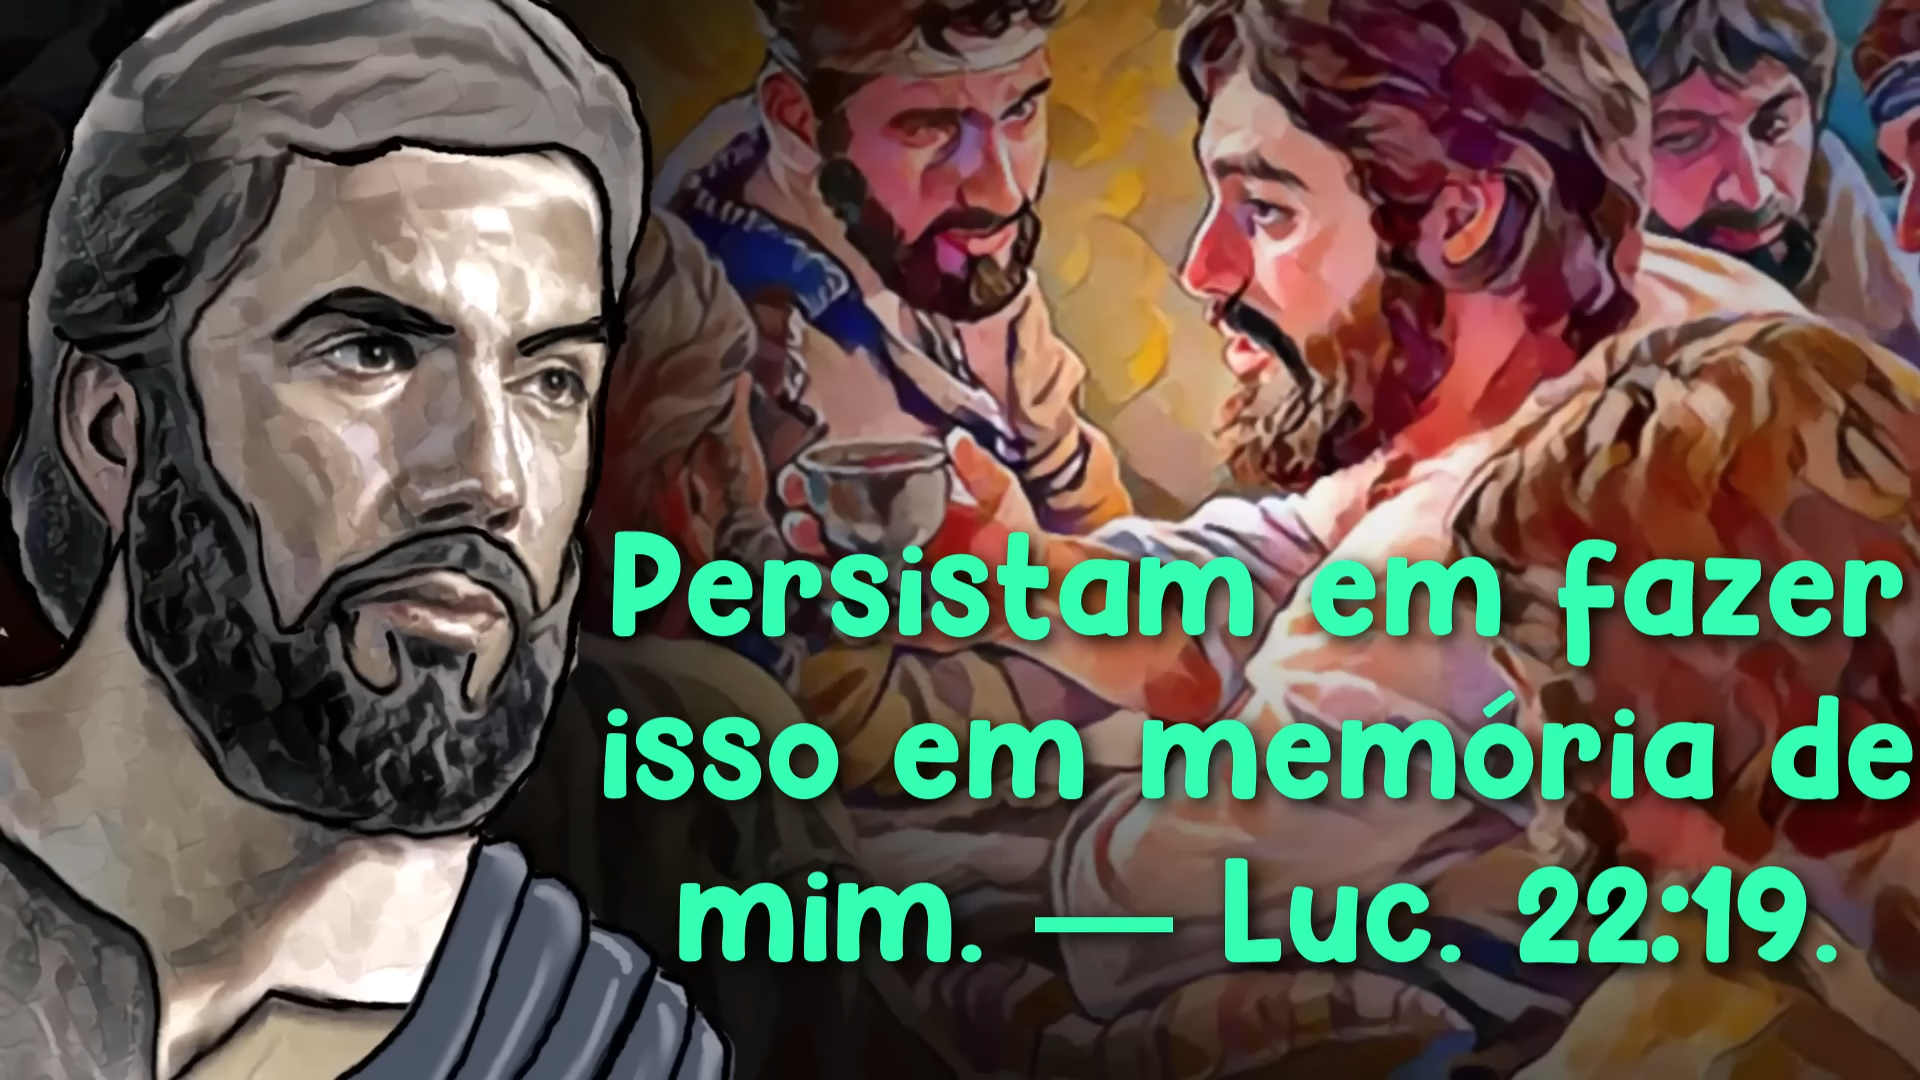 Persistam em fazer
isso em memória de
mim. — Luc. 22:19.